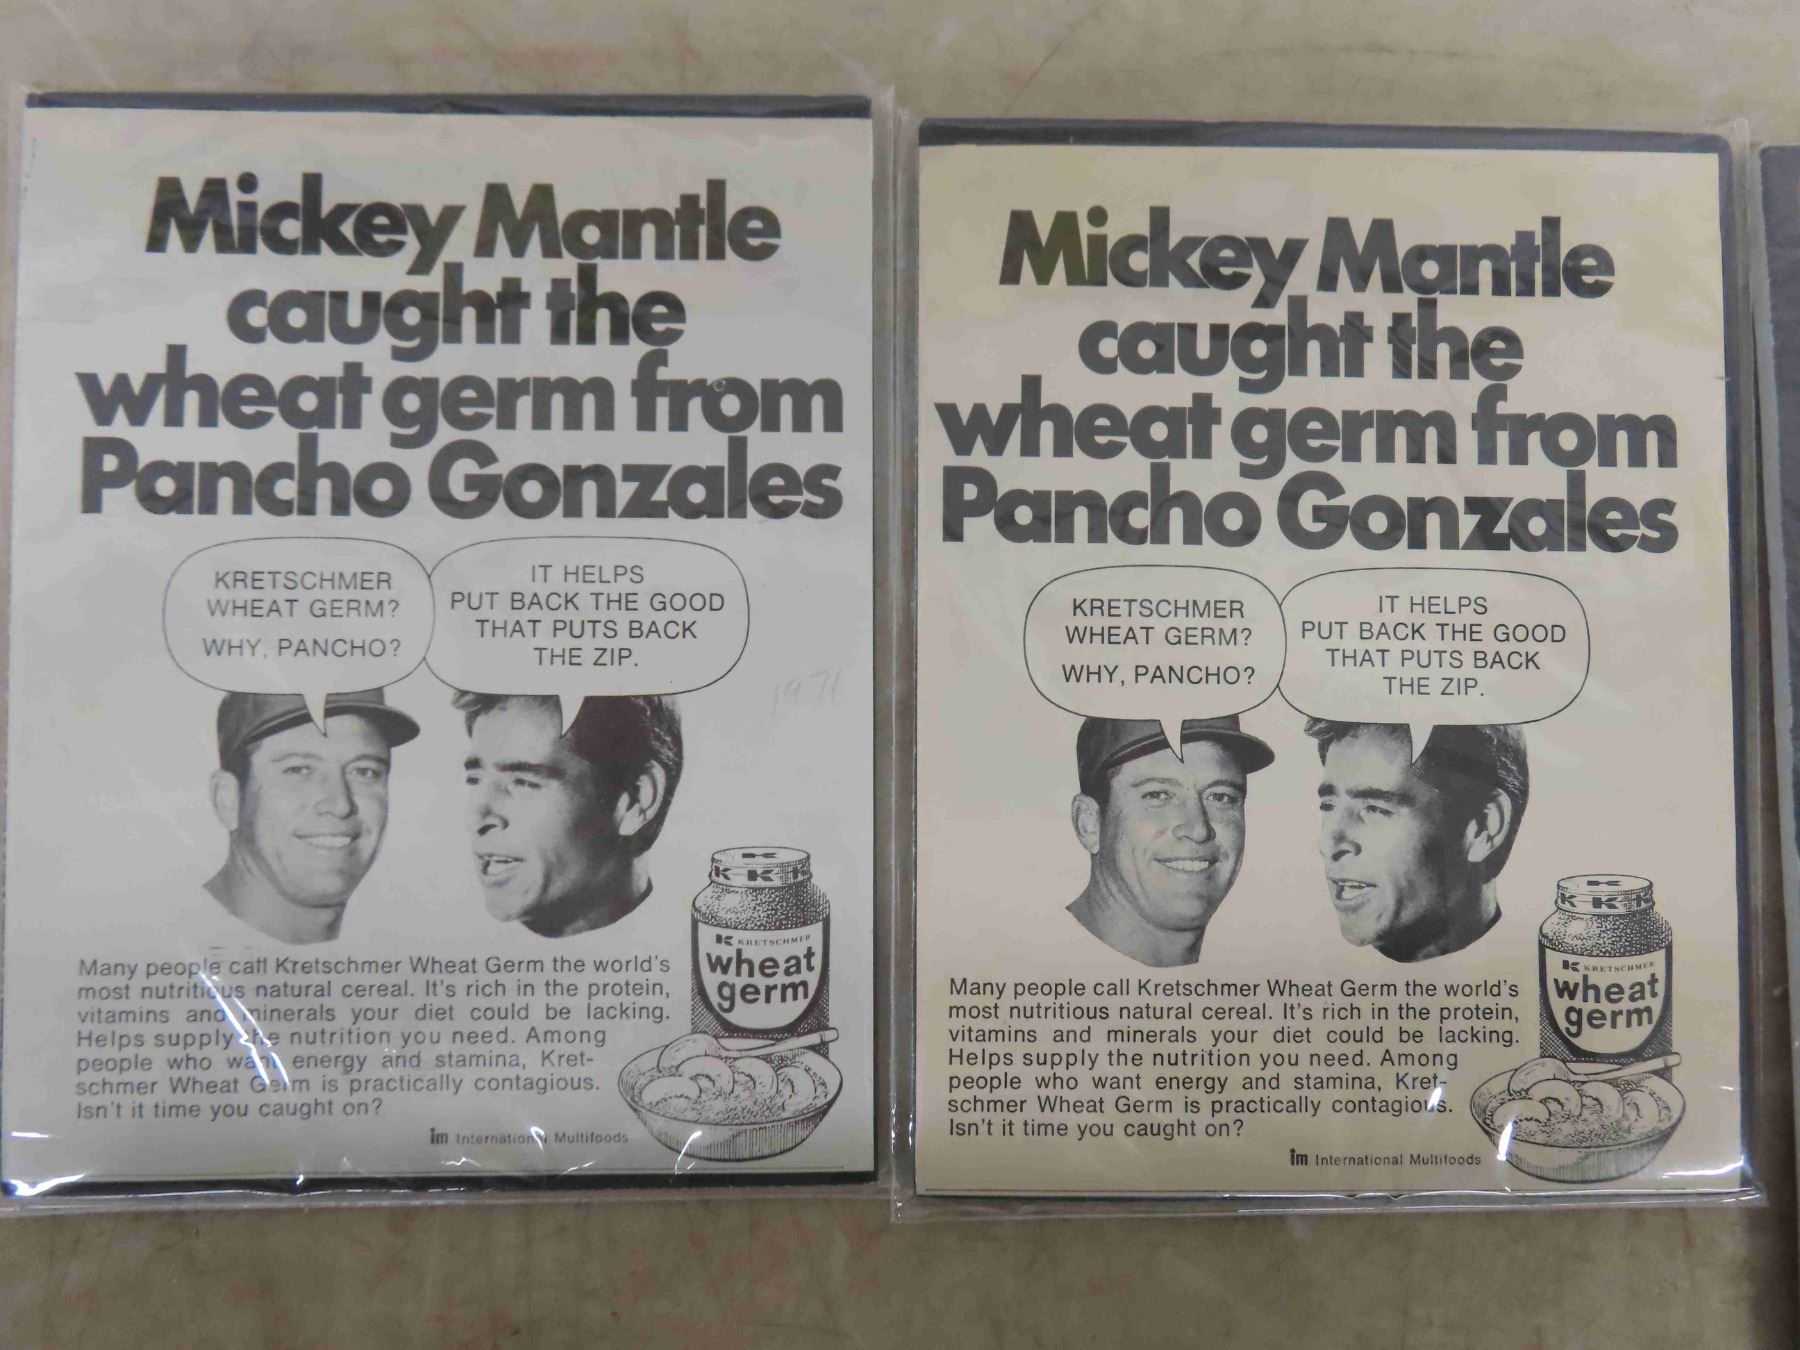 Mickey Mantle
caught the
wheat germ from
Pancho Gonzales
KRETSCHMER
WHEAT GERM?
WHY, PANCHO?
IT HELPS
PUT BACK THE GOOD
THAT PUTS BACK
THE ZIP.
1971
K
K K K
K KRETSCHMER
wheat
germ
Many people call Kretschmer Wheat Germ the world's
most nutritious natural cereal. It's rich in the protein,
vitamins and minerals your diet could be lacking.
Helps supply the nutrition you need. Among
people who want energy and stamina, Kret-
schmer Wheat Germ is practically contagious.
Isn't it time you caught on?
im International Multifoods
Mickey Mantle
caught the
wheat germ from
Pancho Gonzales
KRETSCHMER
WHEAT GERM?
WHY, PANCHO?
IT HELPS
PUT BACK THE GOOD
THAT PUTS BACK
THE ZIP.
K
K K K
K KRETSCHMER
wheat
germ
Many people call Kretschmer Wheat Germ the world's
most nutritious natural cereal. It's rich in the protein,
vitamins and minerals your diet could be lacking.
Helps supply the nutrition you need. Among
people who want energy and stamina, Kret-
schmer Wheat Germ is practically contagious.
Isn't it time you caught on?
im International Multifoods